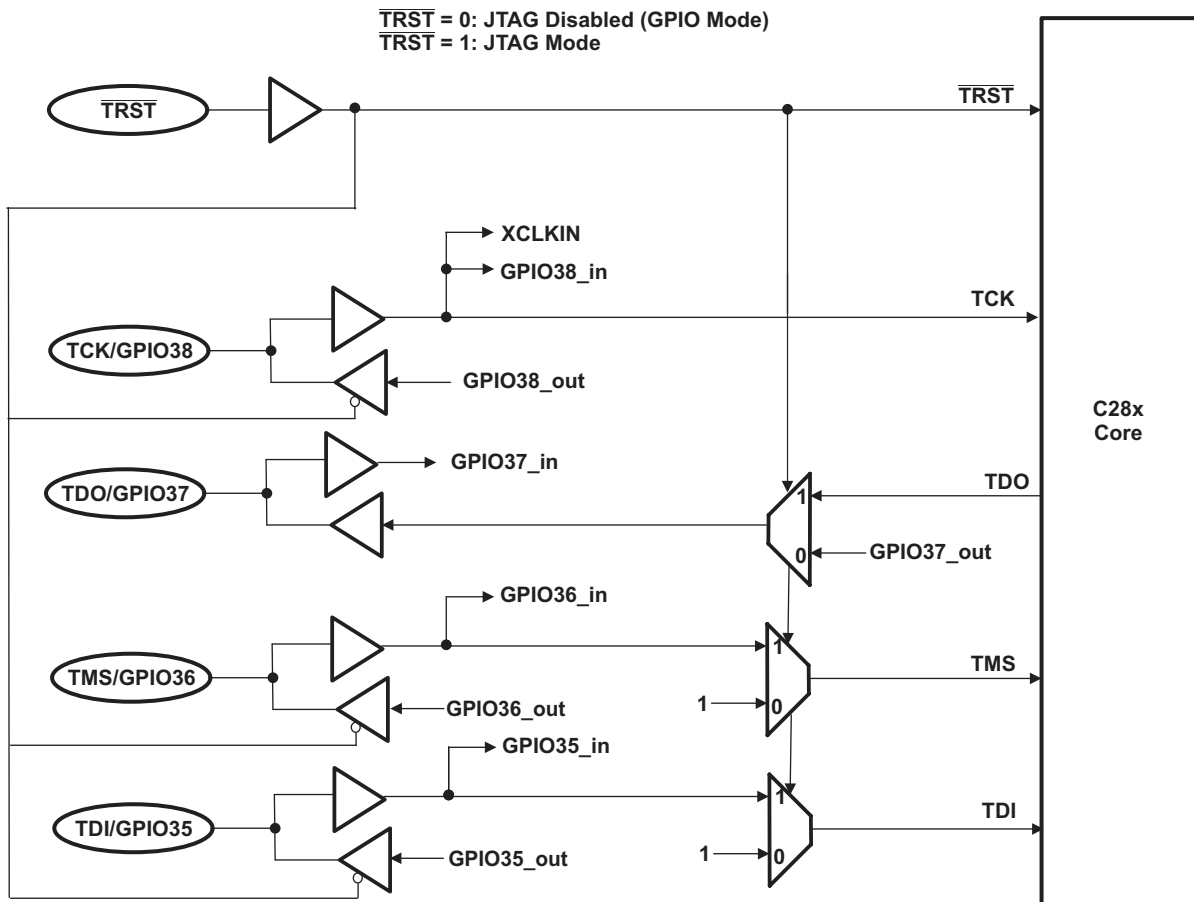 TRST = 0: JTAG Disabled (GPIO Mode)
TRST = 1: JTAG Mode
TRST
TRST
XCLKIN
GPIO38_in
TCK
TCK/GPIO38
GPIO38_out
C28x
Core
GPIO37_in
TDO/GPIO37
1
TDO
0
GPIO37_out
GPIO36_in
1
TMS/GPIO36
TMS
GPIO36_out
1
0
GPIO35_in
1
TDI/GPIO35
TDI
GPIO35_out
1
0